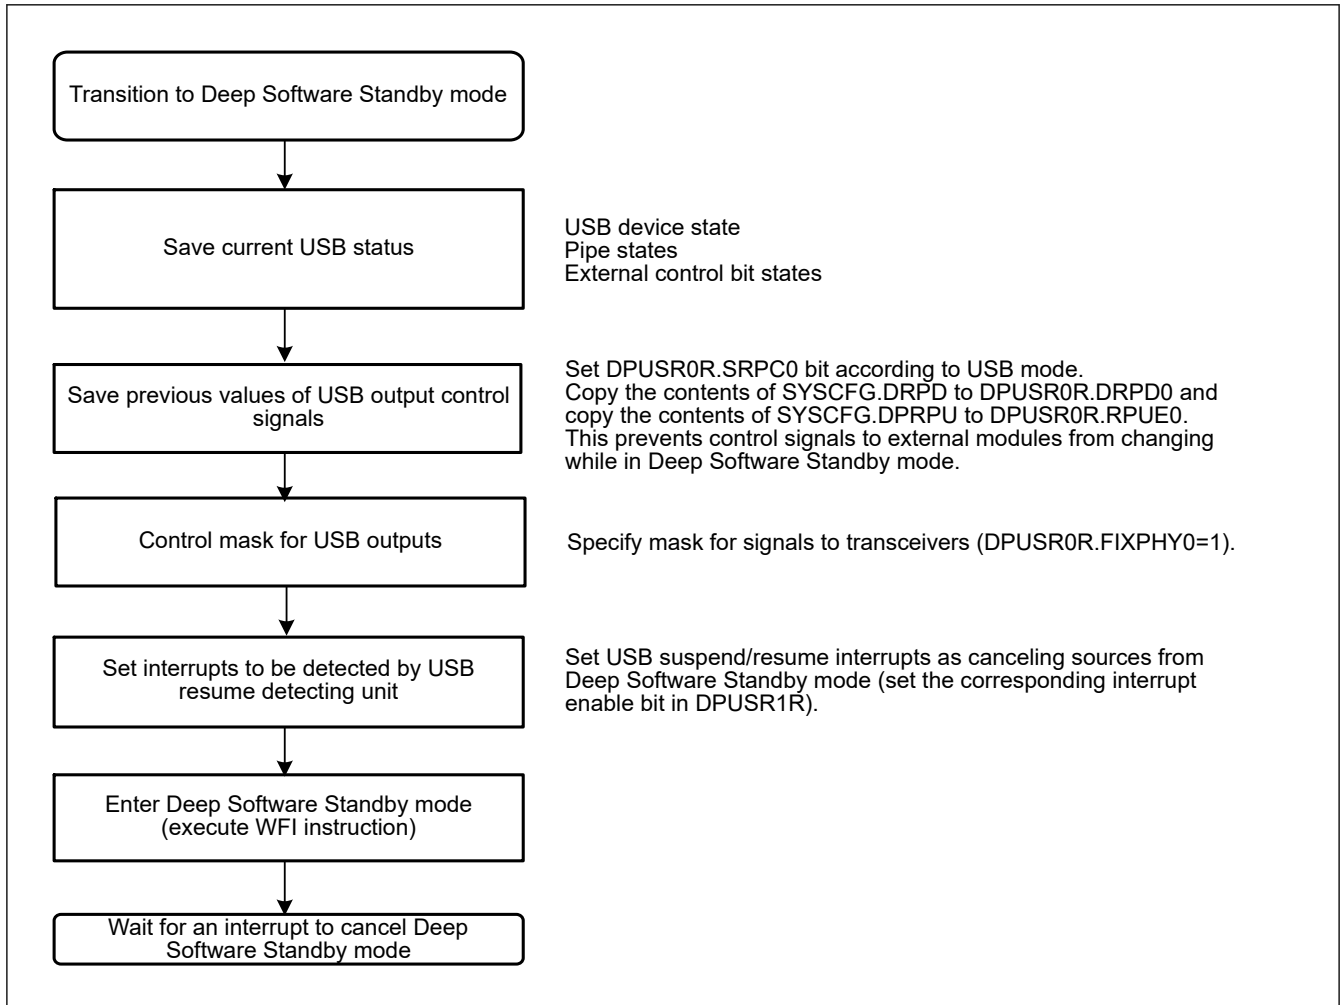 Transition to Deep Software Standby mode
Save current USB status
USB device state
Pipe states
External control bit states
Save previous values of USB output control
signals
Set DPUSR0R.SRPC0 bit according to USB mode.
Copy the contents of SYSCFG.DRPD to DPUSR0R.DRPD0 and
copy the contents of SYSCFG.DPRPU to DPUSR0R.RPUE0.
This prevents control signals to external modules from changing
while in Deep Software Standby mode.
Control mask for USB outputs
Specify mask for signals to transceivers (DPUSR0R.FIXPHY0=1).
Set interrupts to be detected by USB
resume detecting unit
Set USB suspend/resume interrupts as canceling sources from
Deep Software Standby mode (set the corresponding interrupt
enable bit in DPUSR1R).
Enter Deep Software Standby mode
(execute WFI instruction)
Wait for an interrupt to cancel Deep
Software Standby mode